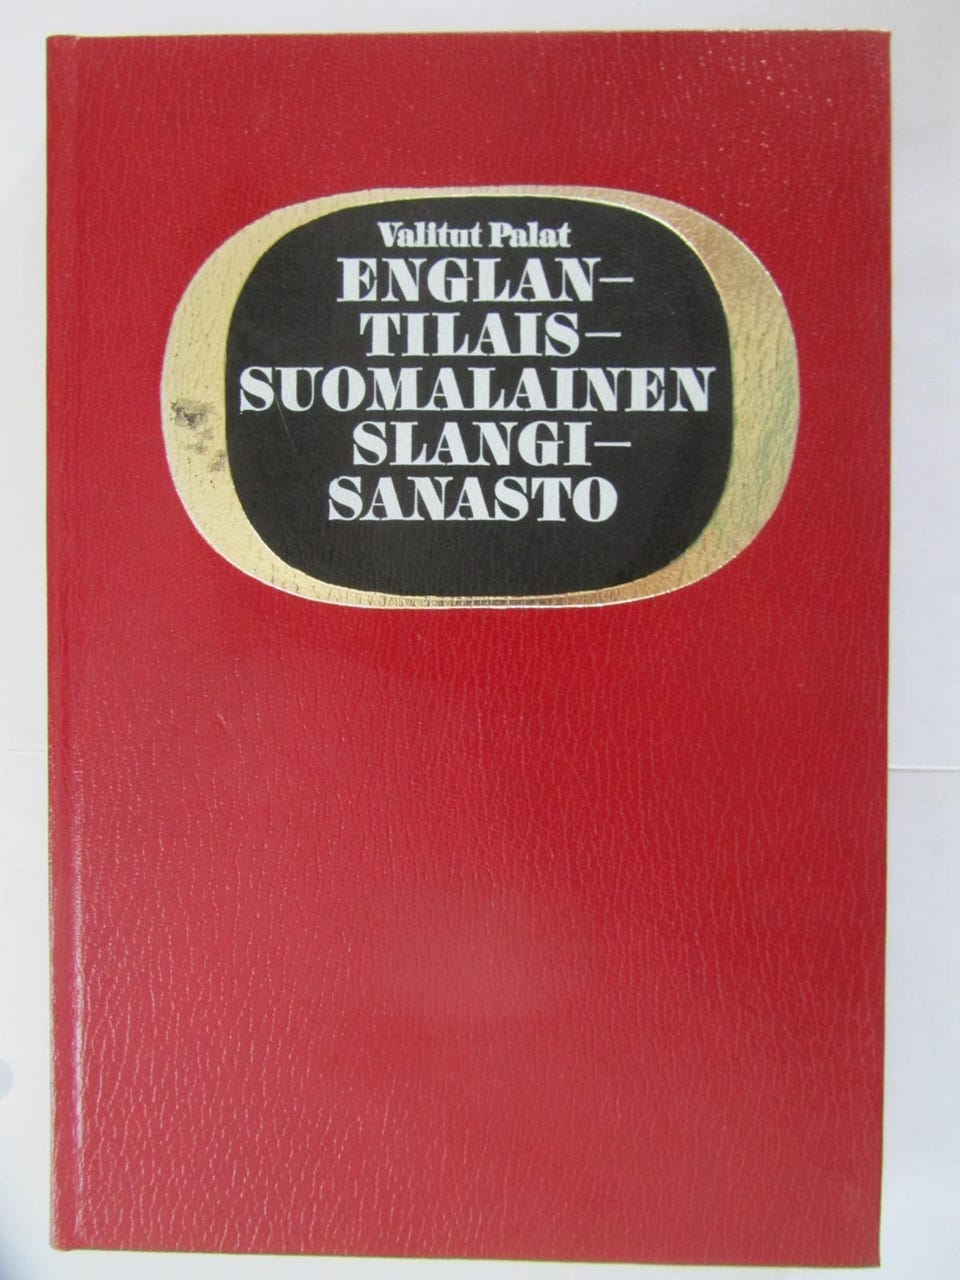 Valitut Palat
ENGLAN–
TILAIS–
SUOMALAINEN
SLANGI–
SANASTO